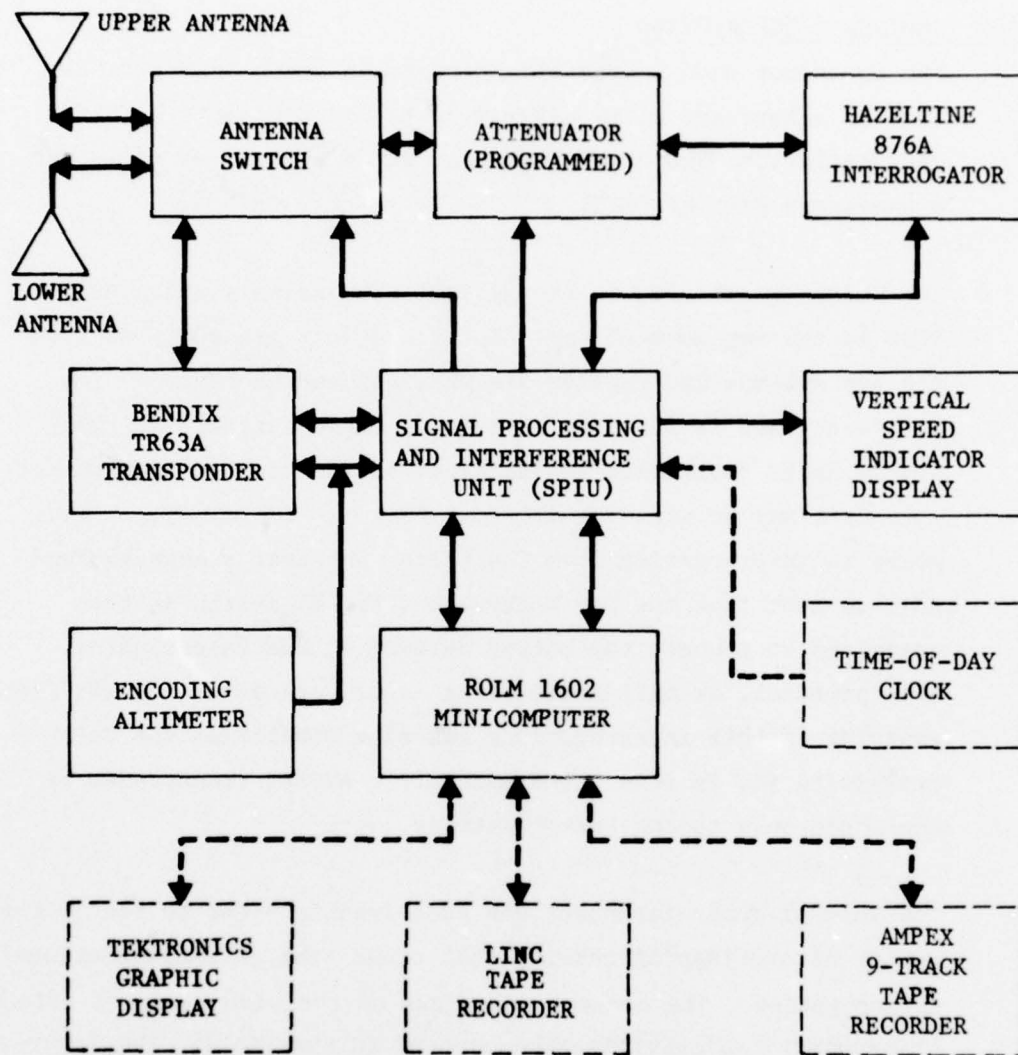 UPPER ANTENNA
ANTENNA
SWITCH
ATTENUATOR
(PROGRAMMED)
HAZELTINE
876A
INTERROGATOR
LOWER
ANTENNA
BENDIX
TR63A
TRANSPONDER
SIGNAL PROCESSING
AND INTERFERENCE
UNIT (SPIU)
VERTICAL
SPEED
INDICATOR
DISPLAY
ENCODING
ALTIMETER
ROLM 1602
MINICOMPUTER
TIME-OF-DAY
CLOCK
TEKTRONICS
GRAPHIC
DISPLAY
LINC
TAPE
RECORDER
AMPEX
9-TRACK
TAPE
RECORDER